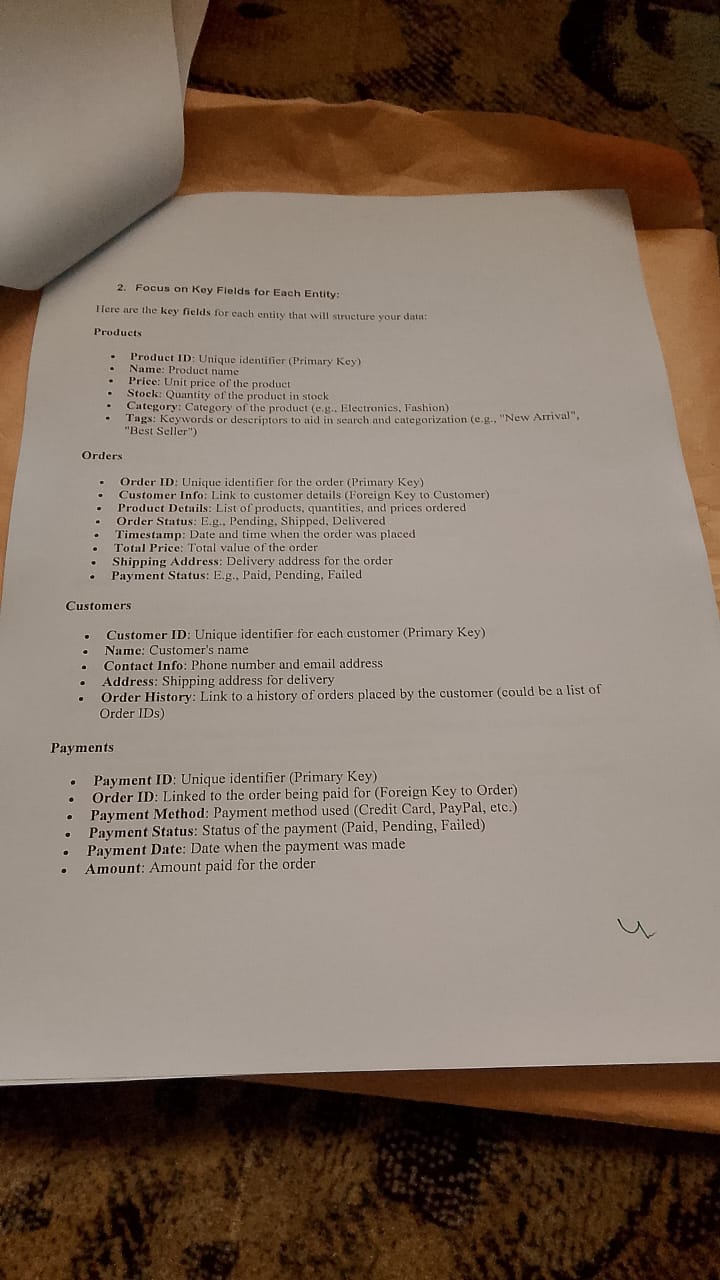 2. Focus on Key Fields for Each Entity:
Here are the key fields for each entity that will structure your data:
Products
• Product ID: Unique identifier (Primary Key)
• Name: Product name
• Price: Unit price of the product
• Stock: Quantity of the product in stock
• Category: Category of the product (e.g., Electronics, Fashion)
• Tags: Keywords or descriptors to aid in search and categorization (e.g., "New Arrival",
"Best Seller")
Orders
• Order ID: Unique identifier for the order (Primary Key)
• Customer Info: Link to customer details (Foreign Key to Customer)
• Product Details: List of products, quantities, and prices ordered
• Order Status: E.g., Pending, Shipped, Delivered
• Timestamp: Date and time when the order was placed
• Total Price: Total value of the order
• Shipping Address: Delivery address for the order
• Payment Status: E.g., Paid, Pending, Failed
Customers
• Customer ID: Unique identifier for each customer (Primary Key)
• Name: Customer's name
• Contact Info: Phone number and email address
• Address: Shipping address for delivery
• Order History: Link to a history of orders placed by the customer (could be a list of
Order IDs)
Payments
• Payment ID: Unique identifier (Primary Key)
• Order ID: Linked to the order being paid for (Foreign Key to Order)
• Payment Method: Payment method used (Credit Card, PayPal, etc.)
• Payment Status: Status of the payment (Paid, Pending, Failed)
• Payment Date: Date when the payment was made
• Amount: Amount paid for the order